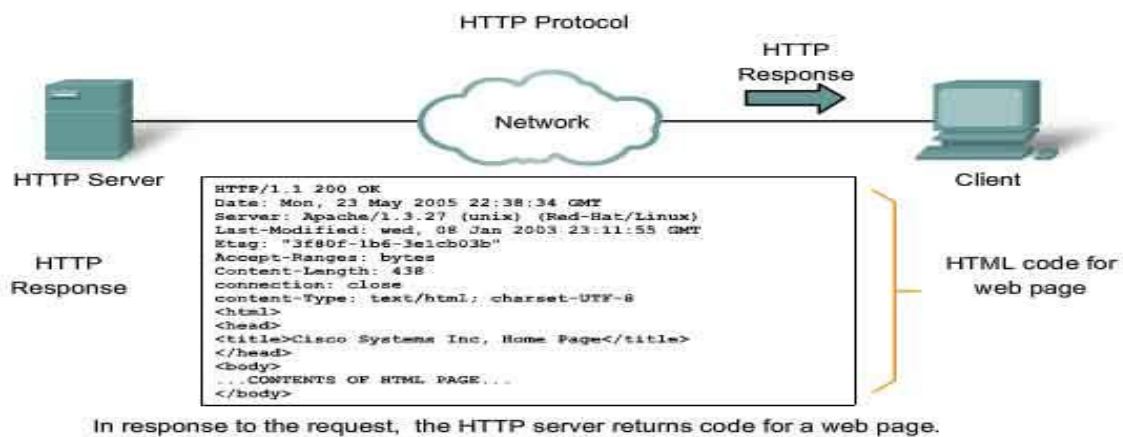 HTTP Protocol
HTTP
Response
Network
HTTP Server
Client
HTTP/1.1 200 OK
Date: Mon, 23 May 2005 22:38:34 GMT
Server: Apache/1.3.27 (unix) (Red-Hat/Linux)
Last-Modified: wed, 08 Jan 2003 23:11:55 GMT
Etag: "3f80f-1b6-3e1cb03b"
Accept-Ranges: bytes
Content-Length: 438
connection: close
content-Type: text/html; charset-UTF-8
<html>
<head>
<title>Cisco Systems Inc, Home Page</title>
</head>
<body>
...CONTENTS OF HTML PAGE...
</body>
HTTP
Response
HTML code for
web page
In response to the request, the HTTP server returns code for a web page.